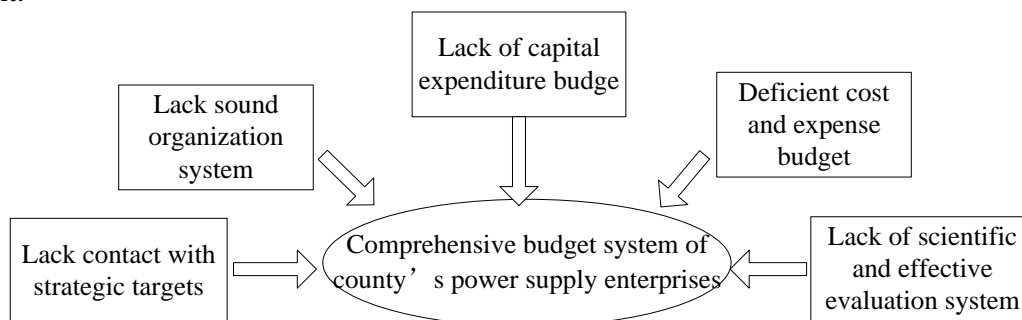 Lack of capital
expenditure budge
Lack sound
organization
system
Deficient cost
and expense
budget
Lack contact with
strategic targets
Comprehensive budget system of
county’s power supply enterprises
Lack of scientific
and effective
evaluation system